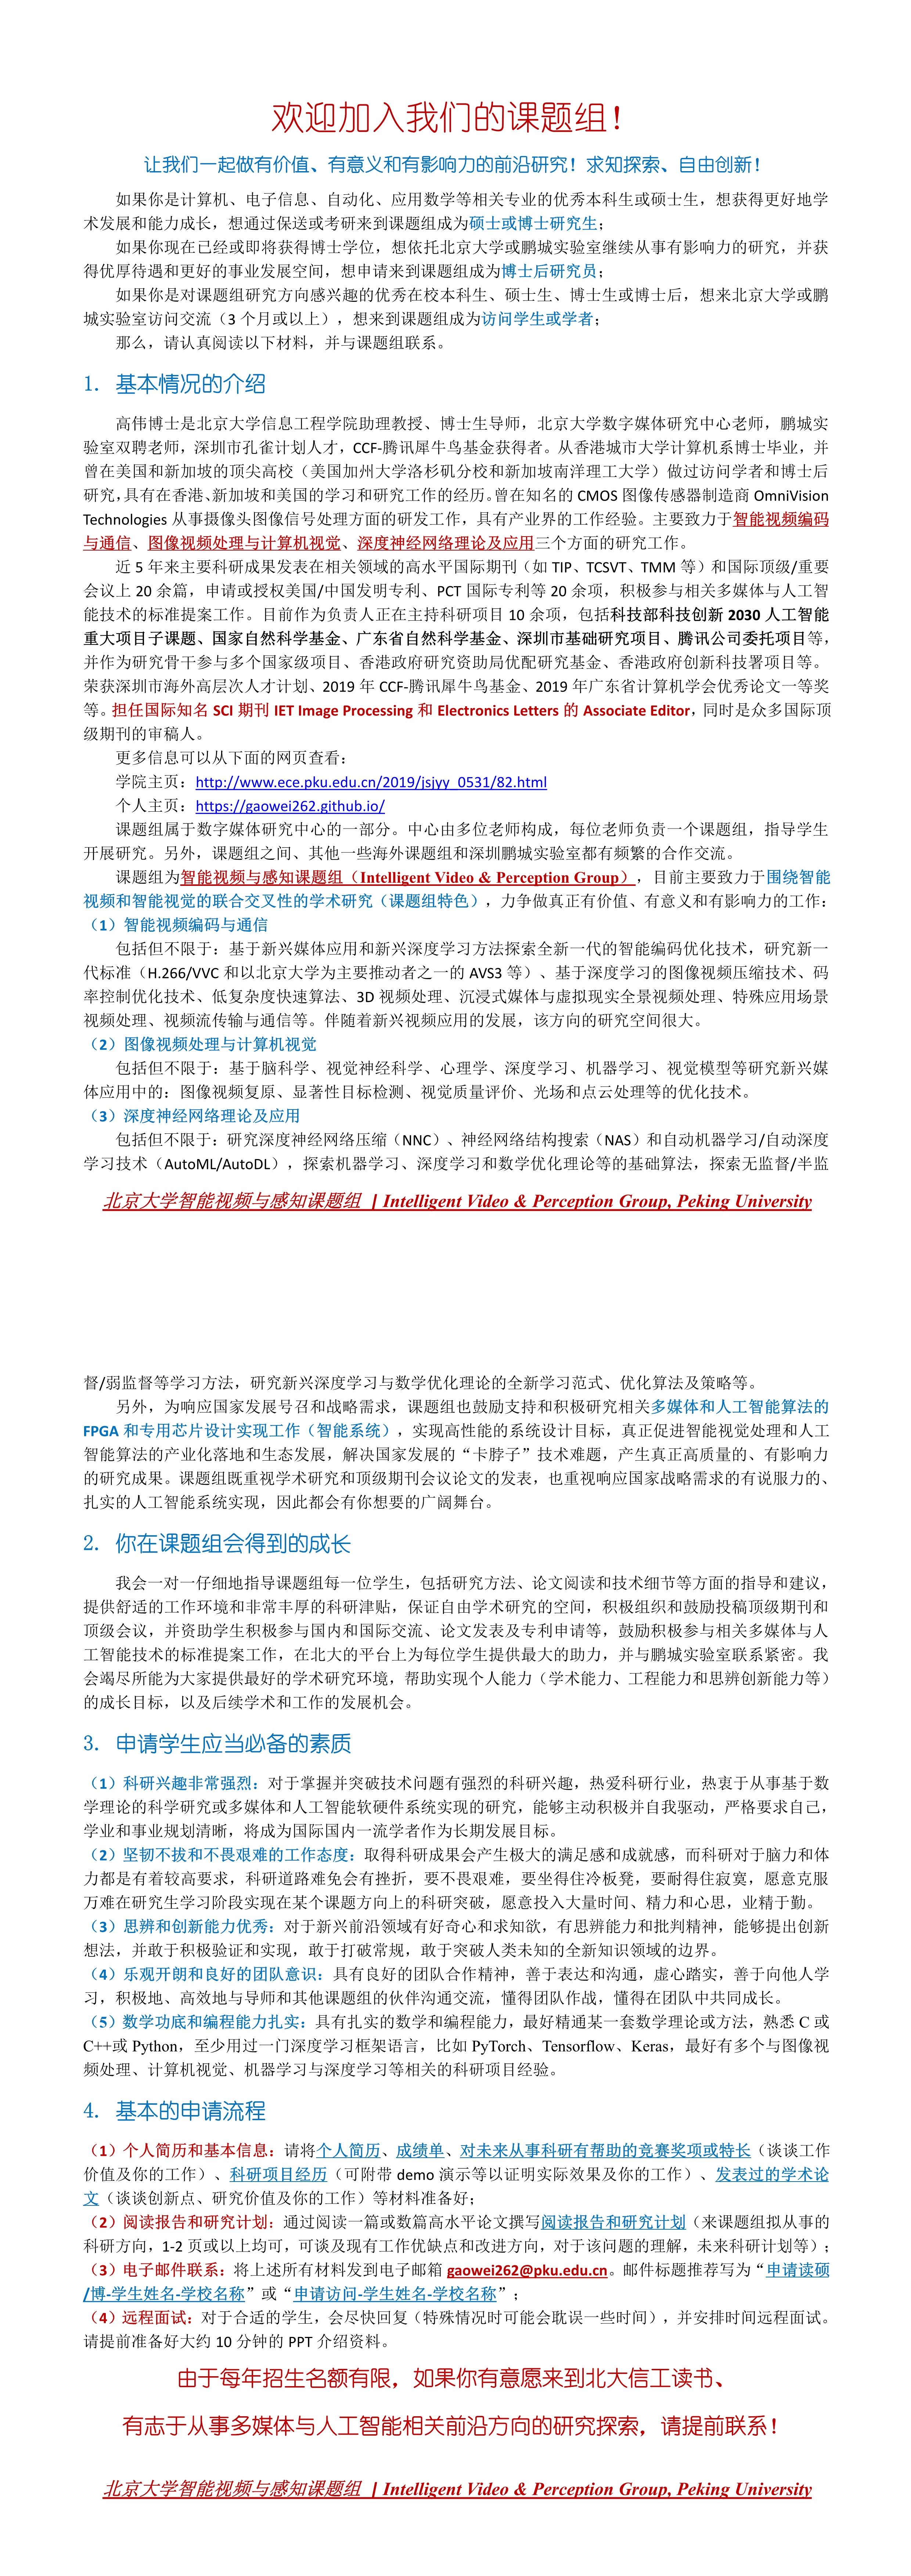 欢迎加入我们的课题组！
让我们一起做有价值、有意义和有影响力的前沿研究！求知探索、自由创新！
如果你是计算机、电子信息、自动化、应用数学等相关专业的优秀本科生或硕士生，想获得更好地学
术发展和能力成长，想通过保送或考研来到课题组成为硕士或博士研究生；
如果你现在已经或即将获得博士学位，想依托北京大学或鹏城实验室继续从事有影响力的研究，并获
得优厚待遇和更好的事业发展空间，想申请来到课题组成为博士后研究员；
如果你是对课题组研究方向感兴趣的优秀在校本科生、硕士生、博士生或博士后，想来北京大学或鹏
城实验室访问交流（3 个月或以上），想来到课题组成为访问学生或学者；
那么，请认真阅读以下材料，并与课题组联系。
1. 基本情况的介绍
高伟博士是北京大学信息工程学院助理教授、博士生导师，北京大学数字媒体研究中心老师，鹏城实
验室双聘老师，深圳市孔雀计划人才，CCF-腾讯犀牛鸟基金获得者。从香港城市大学计算机系博士毕业，并
曾在美国和新加坡的顶尖高校（美国加州大学洛杉矶分校和新加坡南洋理工大学）做过访问学者和博士后
研究，具有在香港、新加坡和美国的学习和研究工作的经历。曾在知名的 CMOS 图像传感器制造商 OmniVision
Technologies 从事摄像头图像信号处理方面的研发工作，具有产业界的工作经验。主要致力于智能视频编码
与通信、图像视频处理与计算机视觉、深度神经网络理论及应用三个方面的研究工作。
近 5 年来主要科研成果发表在相关领域的高水平国际期刊（如 TIP、TCSVT、TMM 等）和国际顶级/重要
会议上 20 余篇，申请或授权美国/中国发明专利、PCT 国际专利等 20 余项，积极参与相关多媒体与人工智
能技术的标准提案工作。目前作为负责人正在主持科研项目 10 余项，包括科技部科技创新 2030 人工智能
重大项目子课题、国家自然科学基金、广东省自然科学基金、深圳市基础研究项目、腾讯公司委托项目等，
并作为研究骨干参与多个国家级项目、香港政府研究资助局优配研究基金、香港政府创新科技署项目等。
荣获深圳市海外高层次人才计划、2019 年 CCF-腾讯犀牛鸟基金、2019 年广东省计算机学会优秀论文一等奖
等。担任国际知名 SCI 期刊 IET Image Processing 和 Electronics Letters 的 Associate Editor，同时是众多国际顶
级期刊的审稿人。
更多信息可以从下面的网页查看：
学院主页：http://www.ece.pku.edu.cn/2019/jsjyy_0531/82.html
个人主页：https://gaowei262.github.io/
课题组属于数字媒体研究中心的一部分。中心由多位老师构成，每位老师负责一个课题组，指导学生
开展研究。另外，课题组之间、其他一些海外课题组和深圳鹏城实验室都有频繁的合作交流。
课题组为智能视频与感知课题组（Intelligent Video & Perception Group），目前主要致力于围绕智能
视频和智能视觉的联合交叉性的学术研究（课题组特色），力争做真正有价值、有意义和有影响力的工作：
（1）智能视频编码与通信
包括但不限于：基于新兴媒体应用和新兴深度学习方法探索全新一代的智能编码优化技术，研究新一
代标准（H.266/VVC 和以北京大学为主要推动者之一的 AVS3 等）、基于深度学习的图像视频压缩技术、码
率控制优化技术、低复杂度快速算法、3D 视频处理、沉浸式媒体与虚拟现实全景视频处理、特殊应用场景
视频处理、视频流传输与通信等。伴随着新兴视频应用的发展，该方向的研究空间很大。
（2）图像视频处理与计算机视觉
包括但不限于：基于脑科学、视觉神经科学、心理学、深度学习、机器学习、视觉模型等研究新兴媒
体应用中的：图像视频复原、显著性目标检测、视觉质量评价、光场和点云处理等的优化技术。
（3）深度神经网络理论及应用
包括但不限于：研究深度神经网络压缩（NNC）、神经网络结构搜索（NAS）和自动机器学习/自动深度
学习技术（AutoML/AutoDL），探索机器学习、深度学习和数学优化理论等的基础算法，探索无监督/半监
北京大学智能视频与感知课题组 | Intelligent Video & Perception Group, Peking University
督/弱监督等学习方法，研究新兴深度学习与数学优化理论的全新学习范式、优化算法及策略等。
另外，为响应国家发展号召和战略需求，课题组也鼓励支持和积极研究相关多媒体和人工智能算法的
FPGA 和专用芯片设计实现工作（智能系统），实现高性能的系统设计目标，真正促进智能视觉处理和人工
智能算法的产业化落地和生态发展，解决国家发展的“卡脖子”技术难题，产生真正高质量的、有影响力
的研究成果。课题组既重视学术研究和顶级期刊会议论文的发表，也重视响应国家战略需求的有说服力的、
扎实的人工智能系统实现，因此都会有你想要的广阔舞台。
2. 你在课题组会得到的成长
我会一对一仔细地指导课题组每一位学生，包括研究方法、论文阅读和技术细节等方面的指导和建议，
提供舒适的工作环境和非常丰厚的科研津贴，保证自由学术研究的空间，积极组织和鼓励投稿顶级期刊和
顶级会议，并资助学生积极参与国内和国际交流、论文发表及专利申请等，鼓励积极参与相关多媒体与人
工智能技术的标准提案工作，在北大的平台上为每位学生提供最大的助力，并与鹏城实验室联系紧密。我
会竭尽所能为大家提供最好的学术研究环境，帮助实现个人能力（学术能力、工程能力和思辨创新能力等）
的成长目标，以及后续学术和工作的发展机会。
3. 申请学生应当必备的素质
（1）科研兴趣非常强烈：对于掌握并突破技术问题有强烈的科研兴趣，热爱科研行业，热衷于从事基于数
学理论的科学研究或多媒体和人工智能软硬件系统实现的研究，能够主动积极并自我驱动，严格要求自己，
学业和事业规划清晰，将成为国际国内一流学者作为长期发展目标。
（2）坚韧不拔和不畏艰难的工作态度：取得科研成果会产生极大的满足感和成就感，而科研对于脑力和体
力都是有着较高要求，科研道路难免会有挫折，要不畏艰难，要坐得住冷板凳，要耐得住寂寞，愿意克服
万难在研究生学习阶段实现在某个课题方向上的科研突破，愿意投入大量时间、精力和心思，业精于勤。
（3）思辨和创新能力优秀：对于新兴前沿领域有好奇心和求知欲，有思辨能力和批判精神，能够提出创新
想法，并敢于积极验证和实现，敢于打破常规，敢于突破人类未知的全新知识领域的边界。
（4）乐观开朗和良好的团队意识：具有良好的团队合作精神，善于表达和沟通，虚心踏实，善于向他人学
习，积极地、高效地与导师和其他课题组的伙伴沟通交流，懂得团队作战，懂得在团队中共同成长。
（5）数学功底和编程能力扎实：具有扎实的数学和编程能力，最好精通某一套数学理论或方法，熟悉 C 或
C++或 Python，至少用过一门深度学习框架语言，比如 PyTorch、Tensorflow、Keras，最好有多个与图像视
频处理、计算机视觉、机器学习与深度学习等相关的科研项目经验。
4. 基本的申请流程
（1）个人简历和基本信息：请将个人简历、成绩单、对未来从事科研有帮助的竞赛奖项或特长（谈谈工作
价值及你的工作）、科研项目经历（可附带 demo 演示等以证明实际效果及你的工作）、发表过的学术论
文（谈谈创新点、研究价值及你的工作）等材料准备好；
（2）阅读报告和研究计划：通过阅读一篇或数篇高水平论文撰写阅读报告和研究计划（来课题组拟从事的
科研方向，1-2 页或以上均可，可谈及现有工作优缺点和改进方向，对于该问题的理解，未来科研计划等）；
（3）电子邮件联系：将上述所有材料发到电子邮箱 gaowei262@pku.edu.cn。邮件标题推荐写为“申请读硕
/博-学生姓名-学校名称”或“申请访问-学生姓名-学校名称”；
（4）远程面试：对于合适的学生，会尽快回复（特殊情况时可能会耽误一些时间），并安排时间远程面试。
请提前准备好大约 10 分钟的 PPT 介绍资料。
由于每年招生名额有限，如果你有意愿来到北大信工读书、
有志于从事多媒体与人工智能相关前沿方向的研究探索，请提前联系！
北京大学智能视频与感知课题组 | Intelligent Video & Perception Group, Peking University